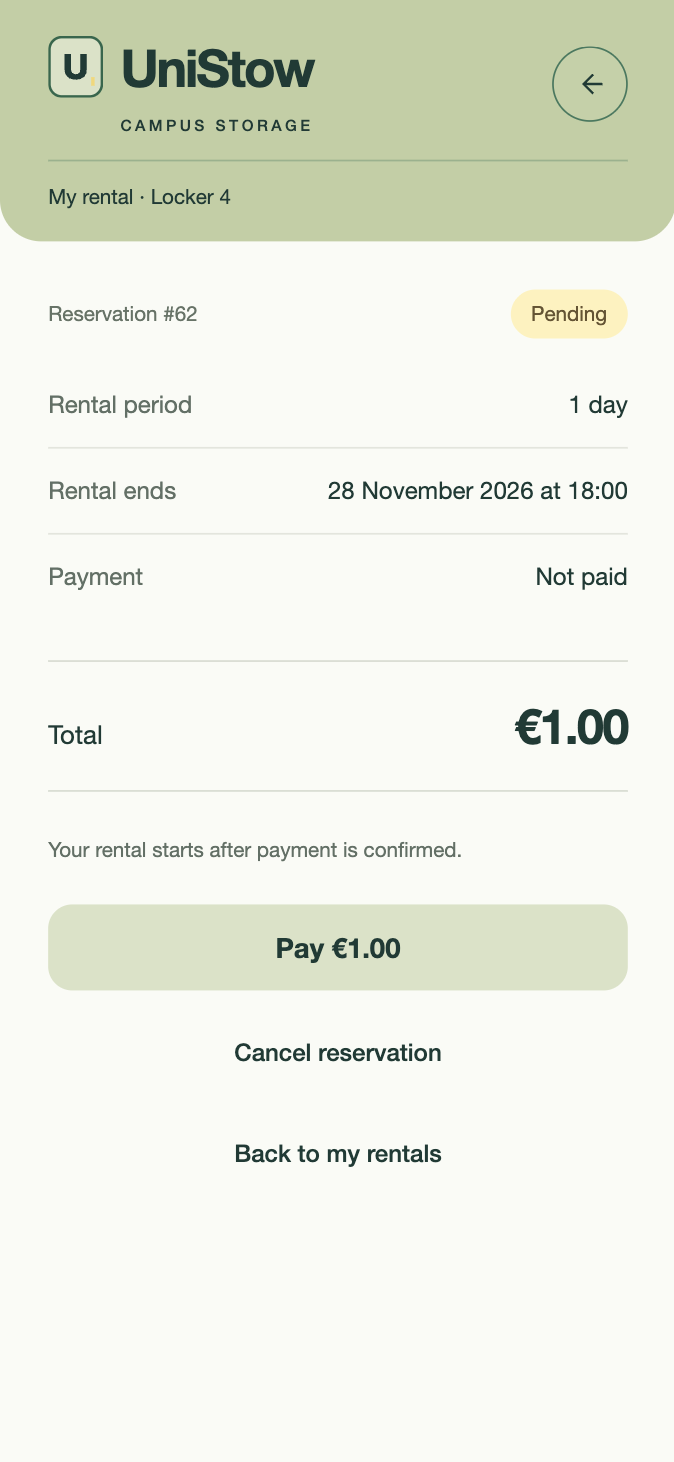 U
UniStow
CAMPUS STORAGE
My rental · Locker 4
Reservation #62
Pending
Rental period
1 day
Rental ends
28 November 2026 at 18:00
Payment
Not paid
Total
€1.00
Your rental starts after payment is confirmed.
Pay €1.00
Cancel reservation
Back to my rentals